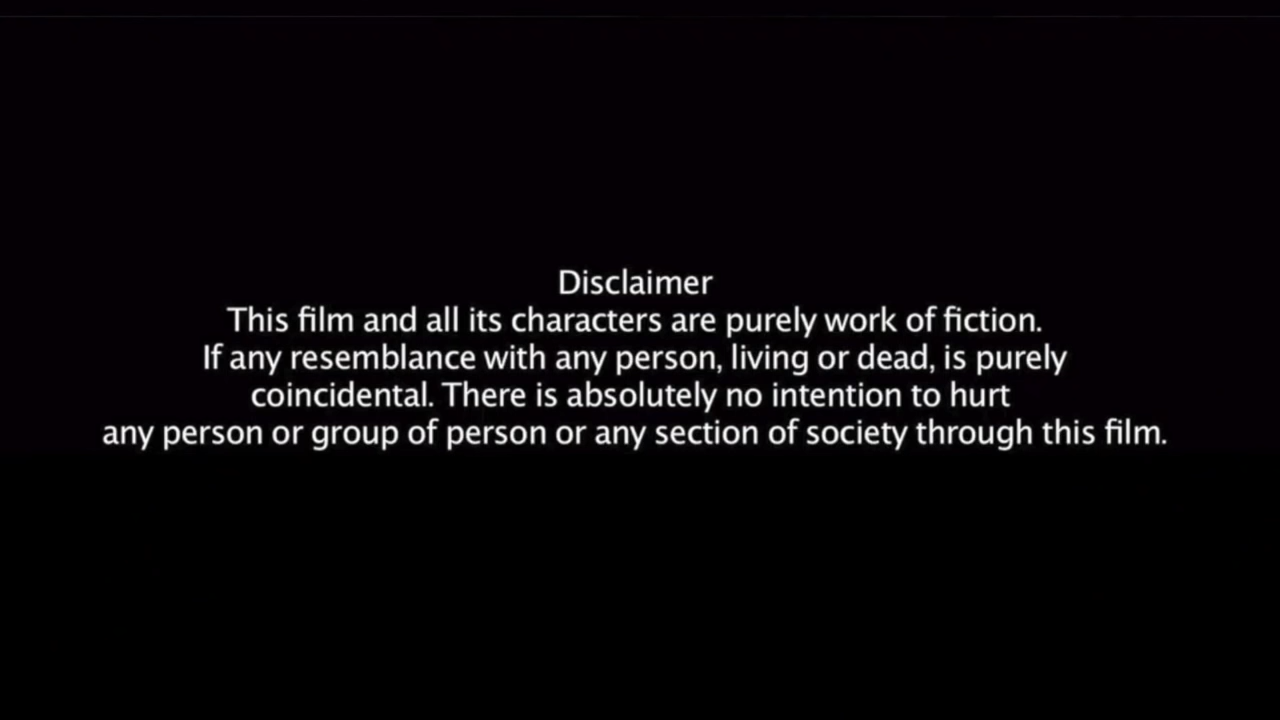 Disclaimer
This film and all its characters are purely work of fiction.
If any resemblance with any person, living or dead, is purely
coincidental. There is absolutely no intention to hurt
any person or group of person or any section of society through this film.